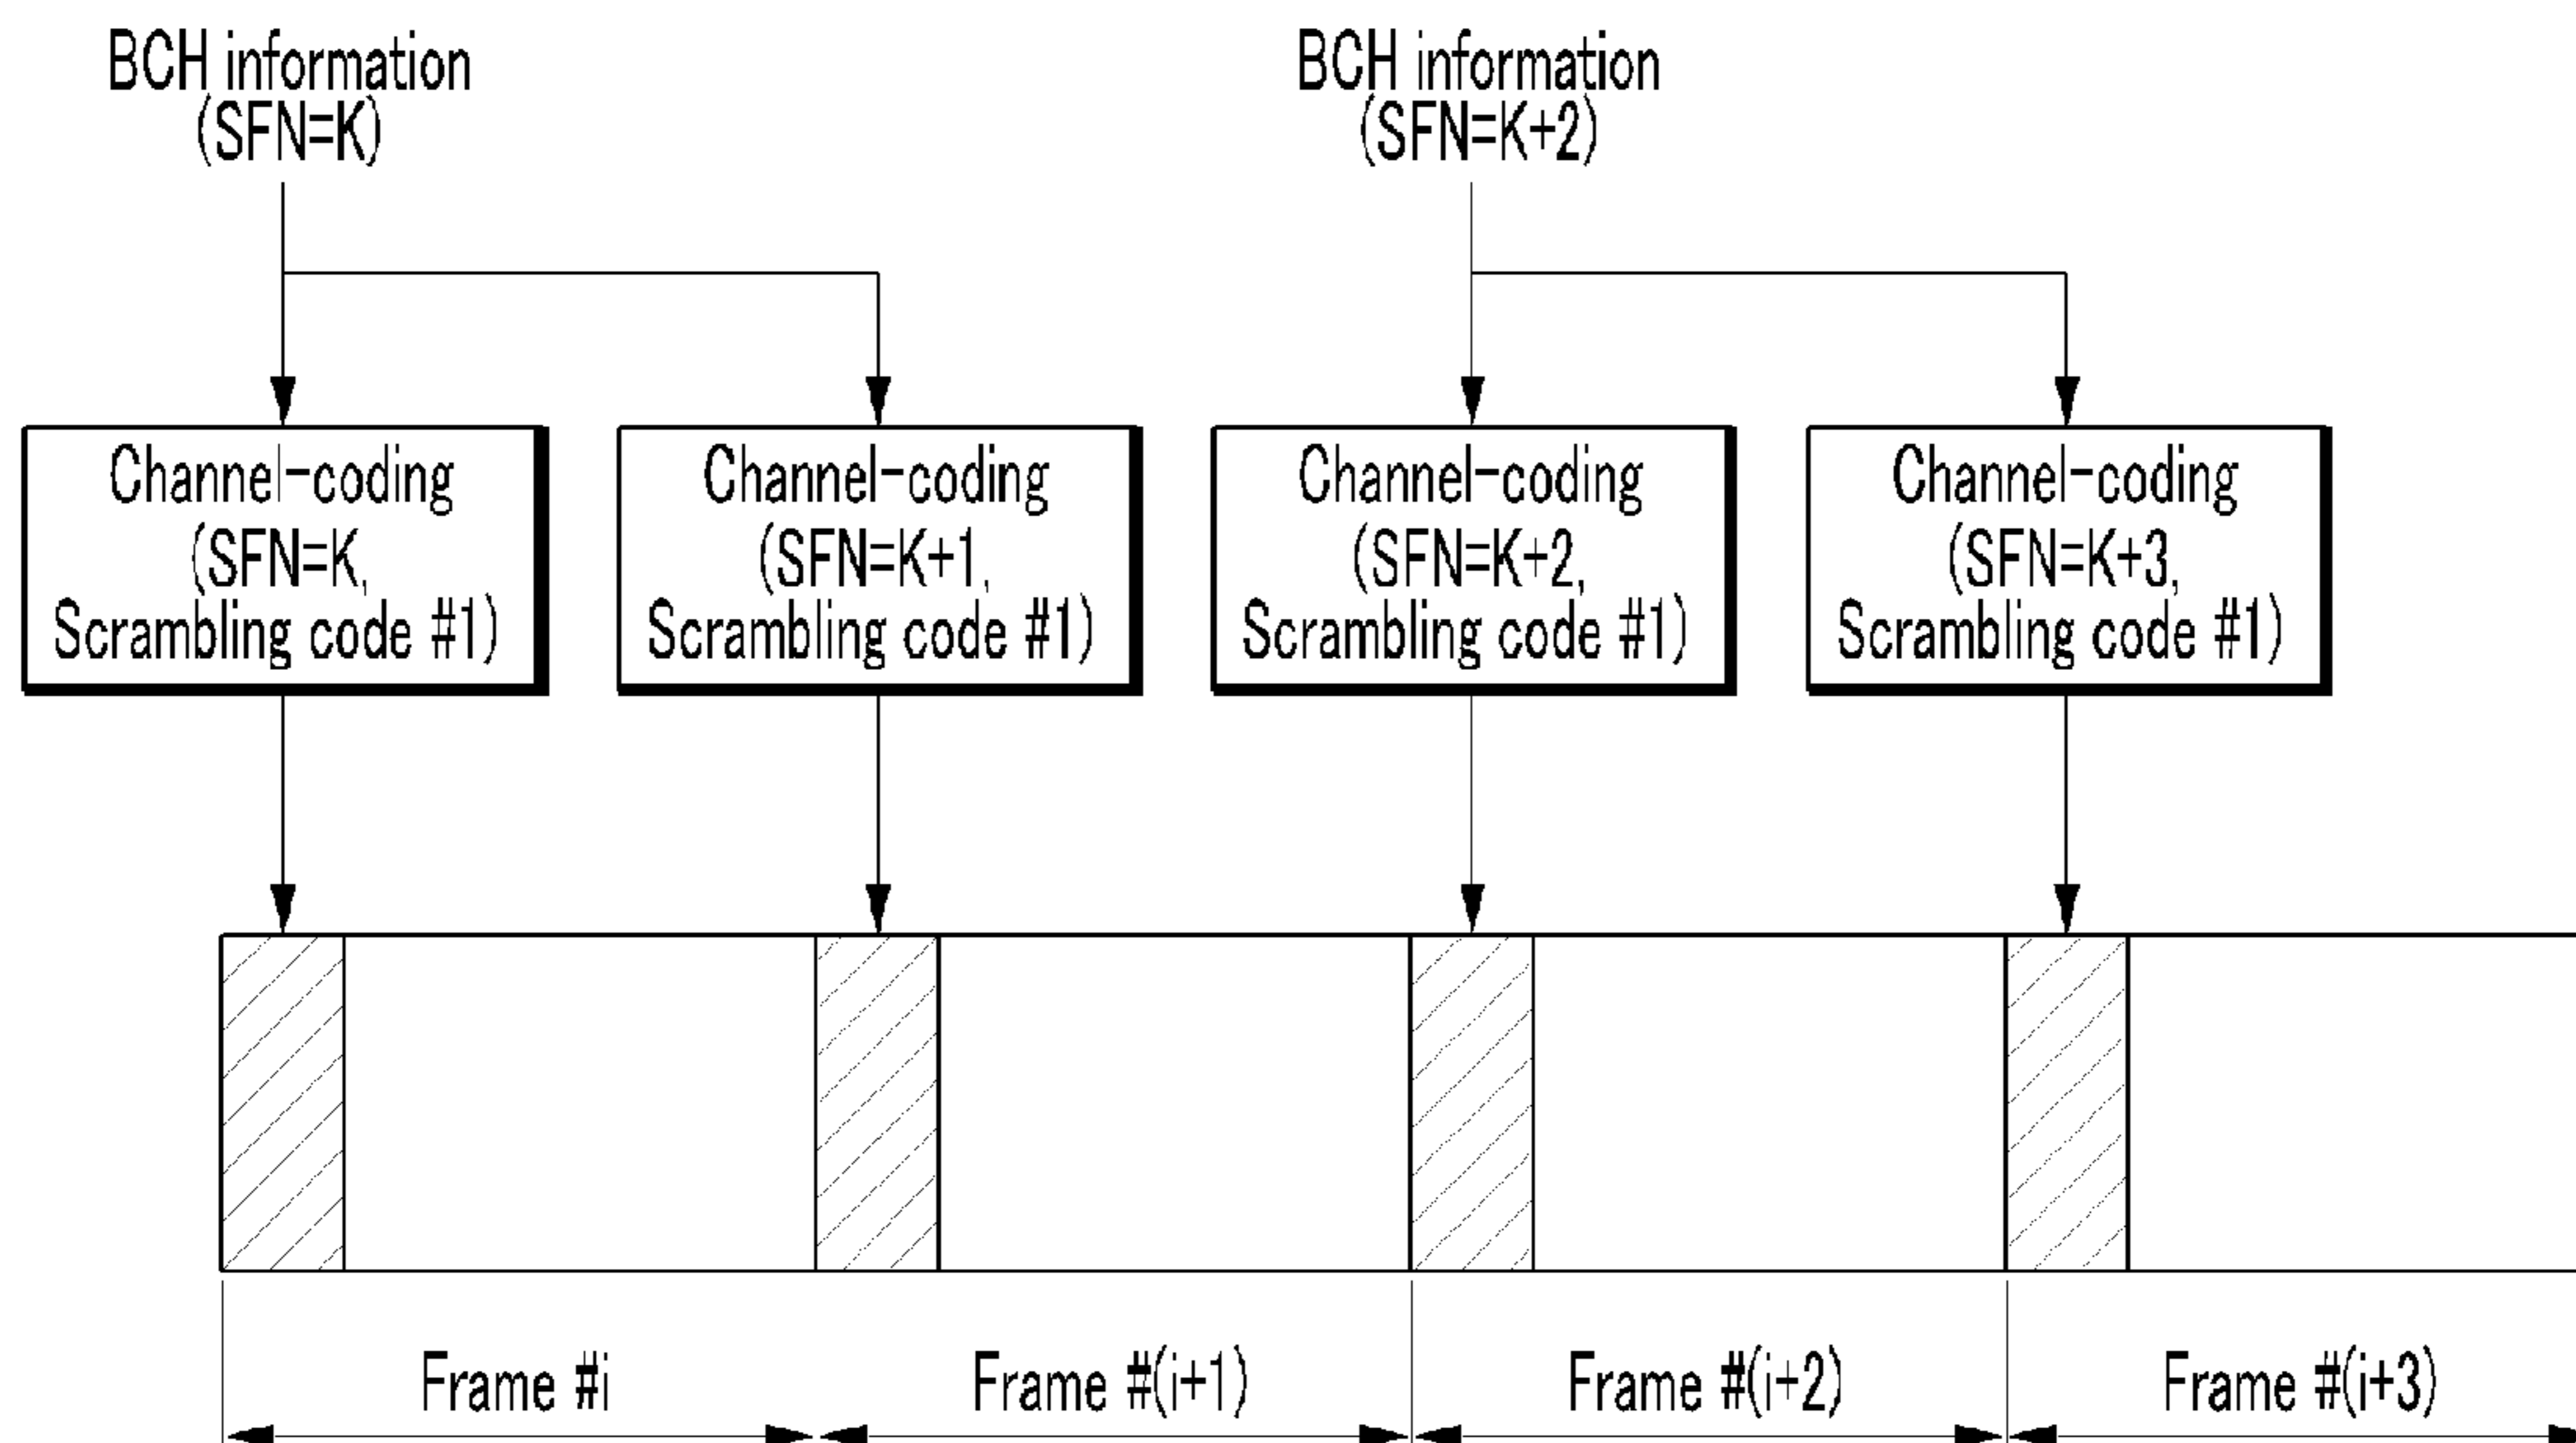 BCH information
(SFN=K)
BCH information
(SFN=K+2)
Channel-coding
(SFN=K,
Scrambling code #1)
Channel-coding
(SFN=K+1,
Scrambling code #1)
Channel-coding
(SFN=K+2,
Scrambling code #1)
Channel-coding
(SFN=K+3,
Scrambling code #1)
Frame #i
Frame #(i+1)
Frame #(i+2)
Frame #(i+3)